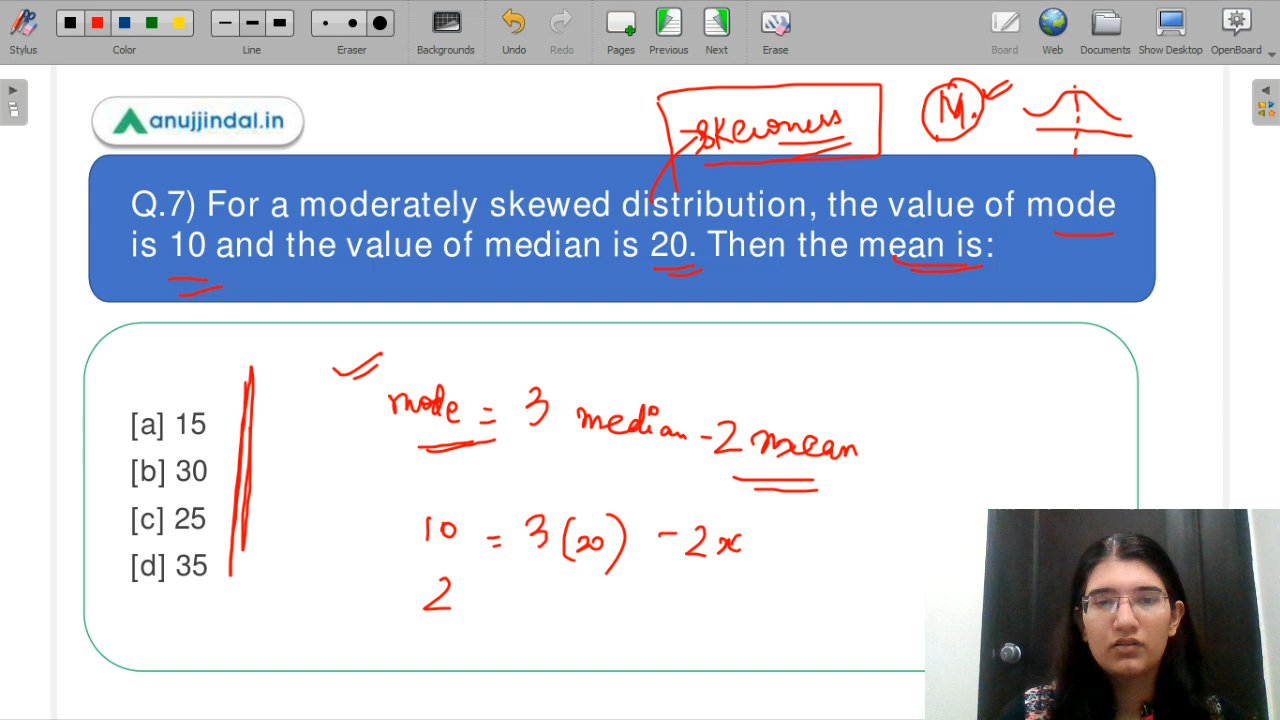 Stylus
Color
Line
Eraser
Backgrounds
Undo
Redo
Pages
Previous
Next
Erase
Board
Web
Documents
Show Desktop
OpenBoard
anujjindal.in
skewness
M.
Q.7) For a moderately skewed distribution, the value of mode
is 10 and the value of median is 20. Then the mean is:
[a] 15
[b] 30
[c] 25
[d] 35
mode = 3 median - 2 mean
10 = 3(20) - 2x
2